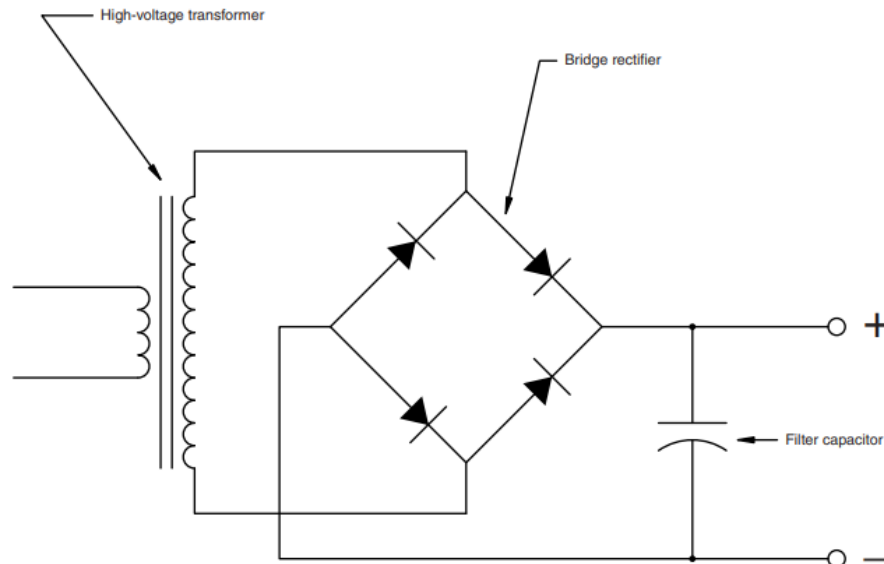 High-voltage transformer
Bridge rectifier
+
Filter capacitor
−